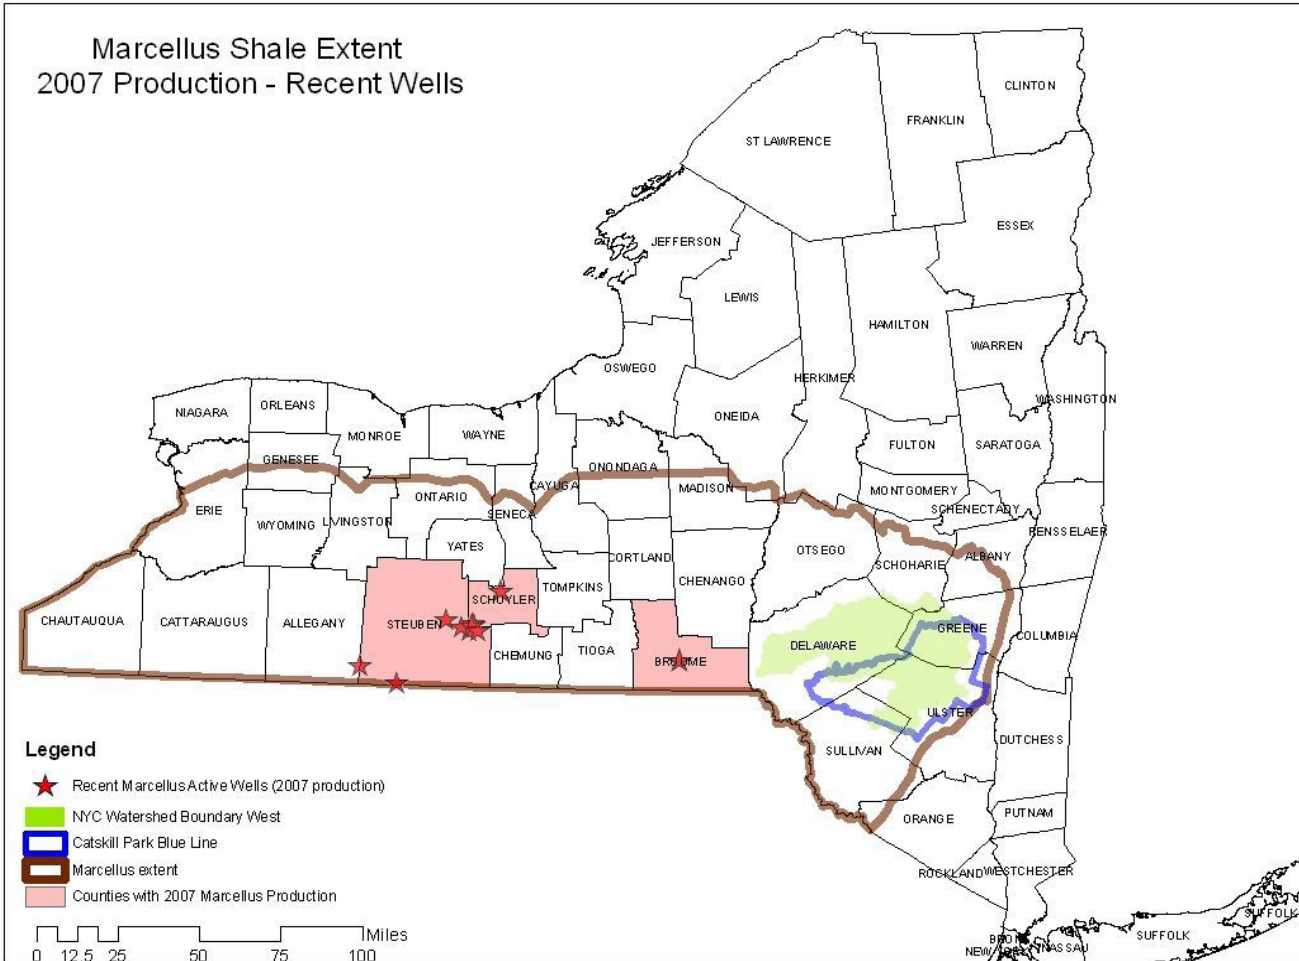 Marcellus Shale Extent
2007 Production - Recent Wells
CLINTON
FRANKLIN
ST LAWRENCE
ESSEX
JEFFERSON
LEWIS
HAMILTON
WARREN
OSWEGO
HERKIMER
WASHINGTON
ORLEANS
NIAGARA
ONEIDA
MONROE
WAYNE
FULTON
SARATOGA
GENESEE
ONONDAGA
CAYUGA
MADISON
MONTGOMERY
ONTARIO
SENECA
SCHENECTADY
ERIE
WYOMING
LIVINGSTON
RENSSELAER
YATES
OTSEGO
ALBANY
CORTLAND
SCHOHARIE
CHENANGO
TOMPKINS
SCHUYLER
CHAUTAUQUA
CATTARAUGUS
ALLEGANY
STEUBEN
GREENE
COLUMBIA
DELAWARE
CHEMUNG
TIOGA
BROOME
ULSTER
DUTCHESS
SULLIVAN
ORANGE
PUTNAM
ROCKLAND
WESTCHESTER
SUFFOLK
SUFFOLK
NASSAU
Legend
Recent Marcellus Active Wells (2007 production)
NYC Watershed Boundary West
Catskill Park Blue Line
Marcellus extent
Counties with 2007 Marcellus Production
Miles
0 12.5 25 50 75 100